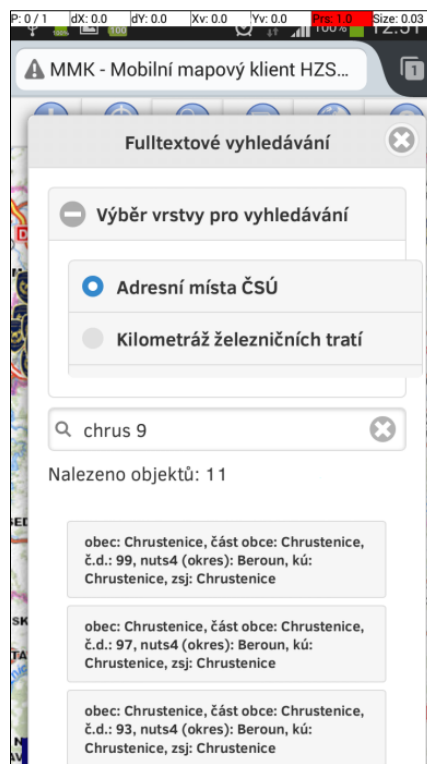 P: 0 / 1 dX: 0.0 dY: 0.0 Xv: 0.0 Yv: 0.0 Prs: 1.0 Size: 0.03
100% 12:51
MMK - Mobilní mapový klient HZS... 1
Fulltextové vyhledávání
Výběr vrstvy pro vyhledávání
Adresní místa ČSÚ
Kilometráž železničních tratí
chrus 9
Nalezeno objektů: 11
obec: Chrustenice, část obce: Chrustenice,
č.d.: 99, nuts4 (okres): Beroun, kú:
Chrustenice, zsj: Chrustenice
obec: Chrustenice, část obce: Chrustenice,
č.d.: 97, nuts4 (okres): Beroun, kú:
Chrustenice, zsj: Chrustenice
obec: Chrustenice, část obce: Chrustenice,
č.d.: 93, nuts4 (okres): Beroun, kú:
Chrustenice, zsj: Chrustenice